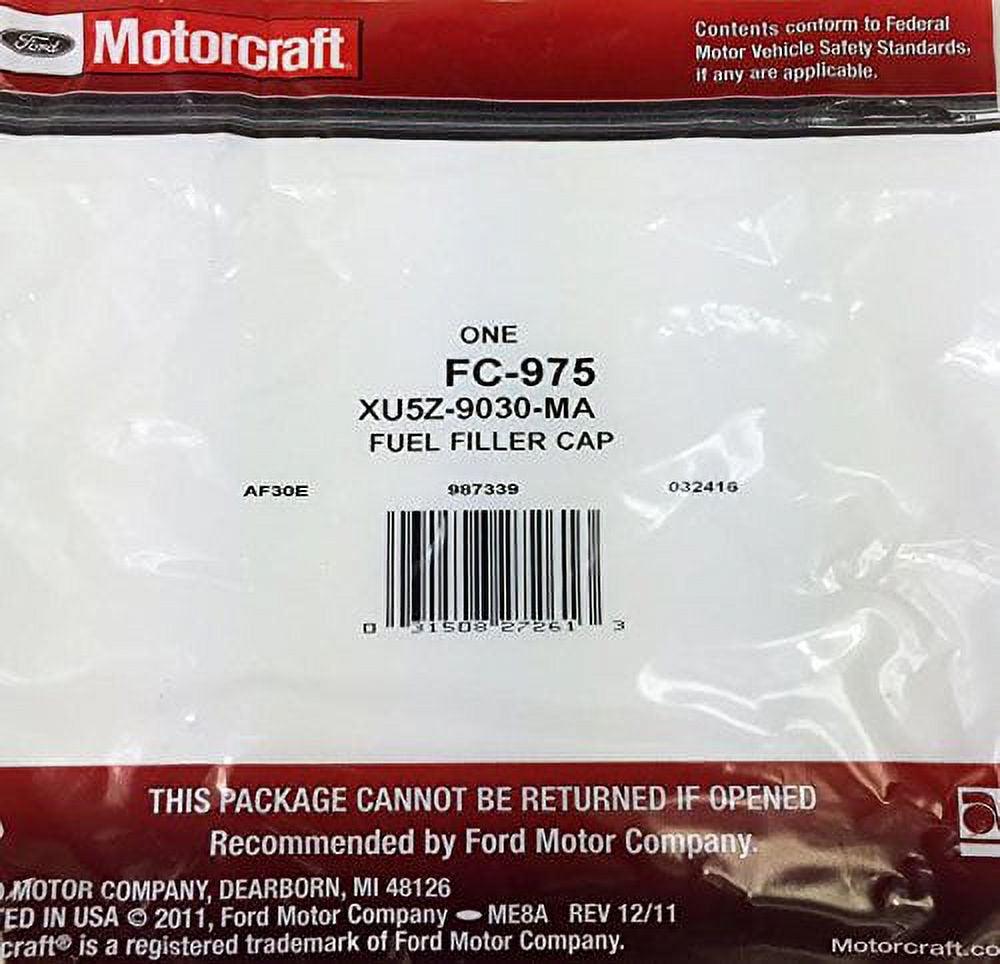 Ford
Motorcraft
Contents conform to Federal
Motor Vehicle Safety Standards,
if any are applicable.
ONE
FC-975
XU5Z-9030-MA
FUEL FILLER CAP
AF30E 987339 032416
0 31508 27261 3
THIS PACKAGE CANNOT BE RETURNED IF OPENED
Recommended by Ford Motor Company.
MOTOR COMPANY, DEARBORN, MI 48126
ED IN USA © 2011, Ford Motor Company ME8A REV 12/11
craft® is a registered trademark of Ford Motor Company.
Motorcraft.co